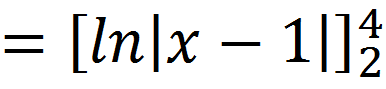 = [ln|x − 1|]₂⁴